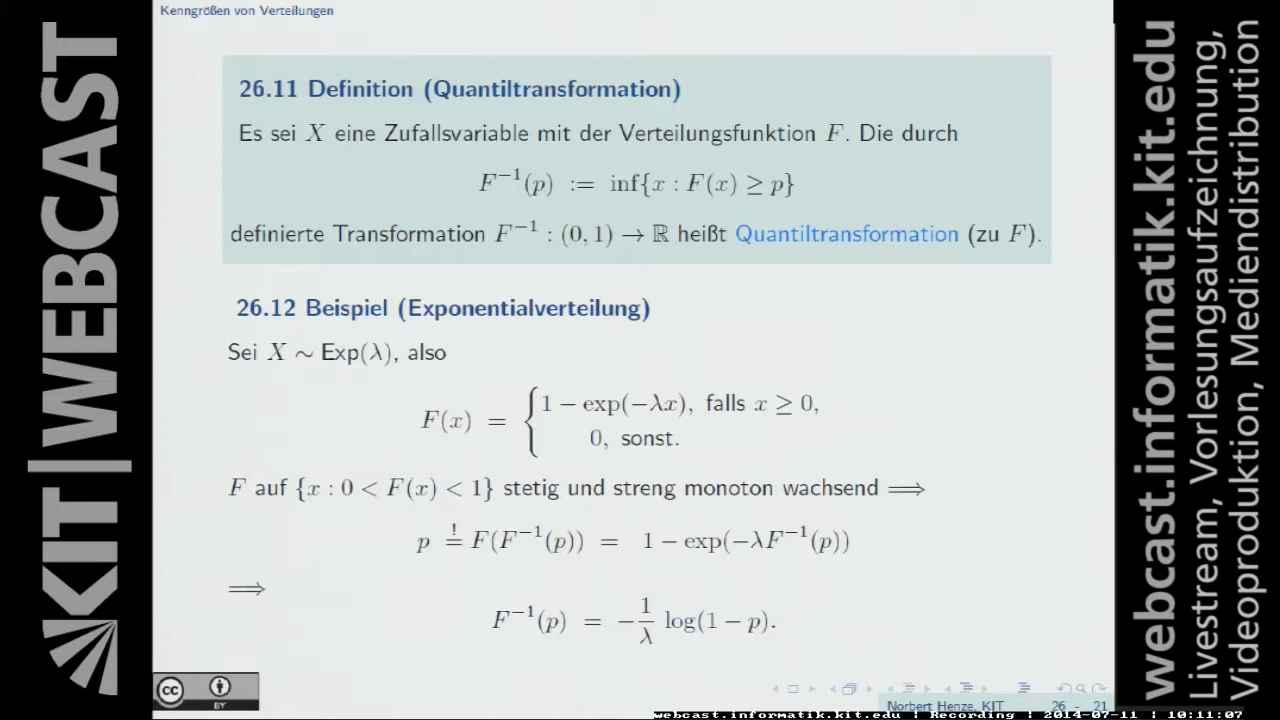 KIT | WEBCAST
Kenngrößen von Verteilungen
26.11 Definition (Quantiltransformation)
Es sei X eine Zufallsvariable mit der Verteilungsfunktion F. Die durch
F⁻¹(p) := inf{x : F(x) ≥ p}
definierte Transformation F⁻¹ : (0, 1) → ℝ heißt Quantiltransformation (zu F).
26.12 Beispiel (Exponentialverteilung)
Sei X ∼ Exp(λ), also
F(x) = { 1 − exp(−λx), falls x ≥ 0,
0, sonst.
F auf {x : 0 < F(x) < 1} stetig und streng monoton wachsend ⟹
p =! F(F⁻¹(p)) = 1 − exp(−λF⁻¹(p))
⟹
F⁻¹(p) = −1/λ log(1 − p).
cc BY
Norbert Henze, KIT 26 - 21
webcast.informatik.kit.edu | Recording : 2014-07-11 : 10:11:07
webcast.informatik.kit.edu
Livestream, Vorlesungsaufzeichnung,
Videoproduktion, Mediendistribution